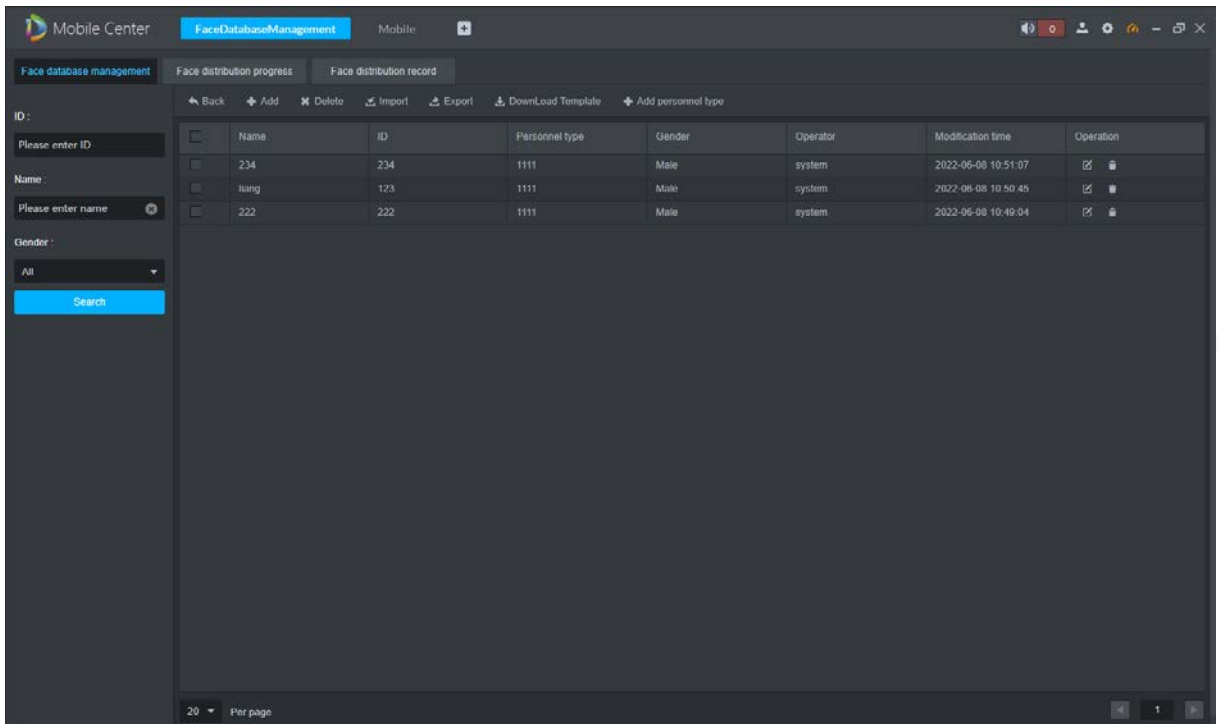 Mobile Center FaceDatabaseManagement Mobile 0
Face database management Face distribution progress Face distribution record
Back Add Delete Import Export DownLoad Template Add personnel type
ID :
Please enter ID
Name :
Please enter name
Gender :
All
Search
Name ID Personnel type Gender Operator Modification time Operation
234 234 1111 Male system 2022-06-08 10:51:07
liang 123 1111 Male system 2022-06-08 10:50:45
222 222 1111 Male system 2022-06-08 10:49:04
20 Per page 1